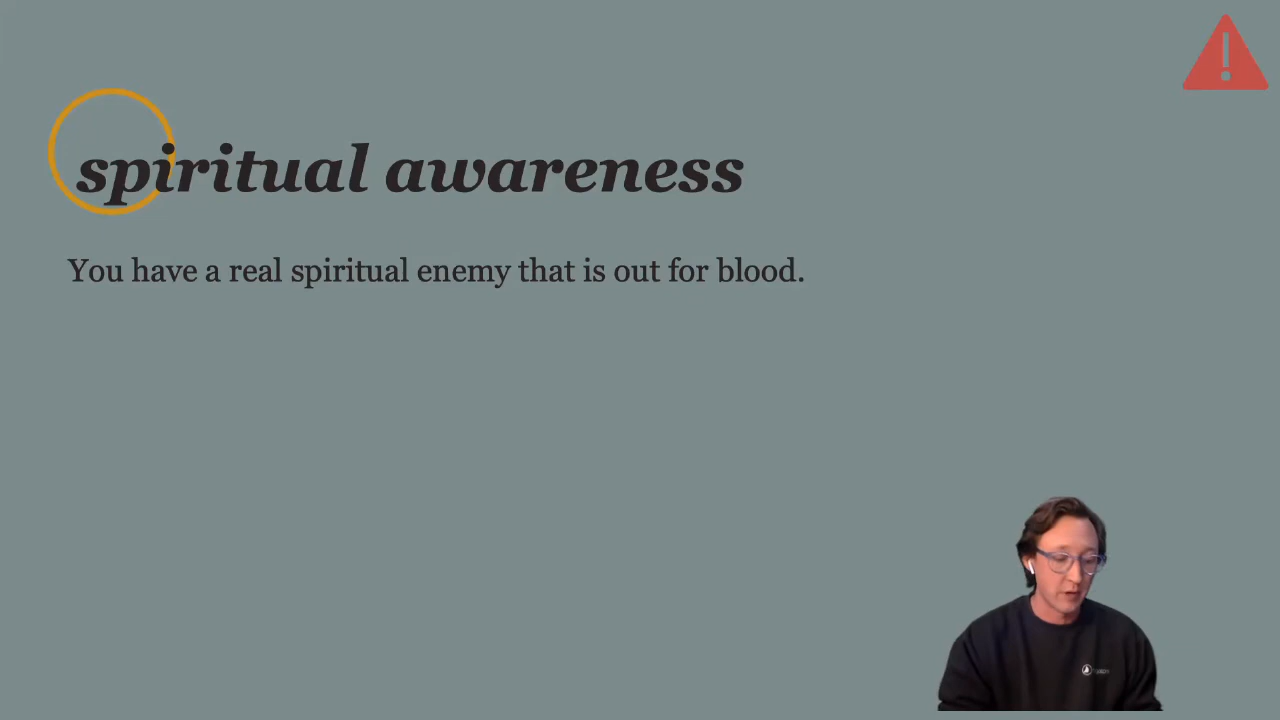 spiritual awareness
You have a real spiritual enemy that is out for blood.